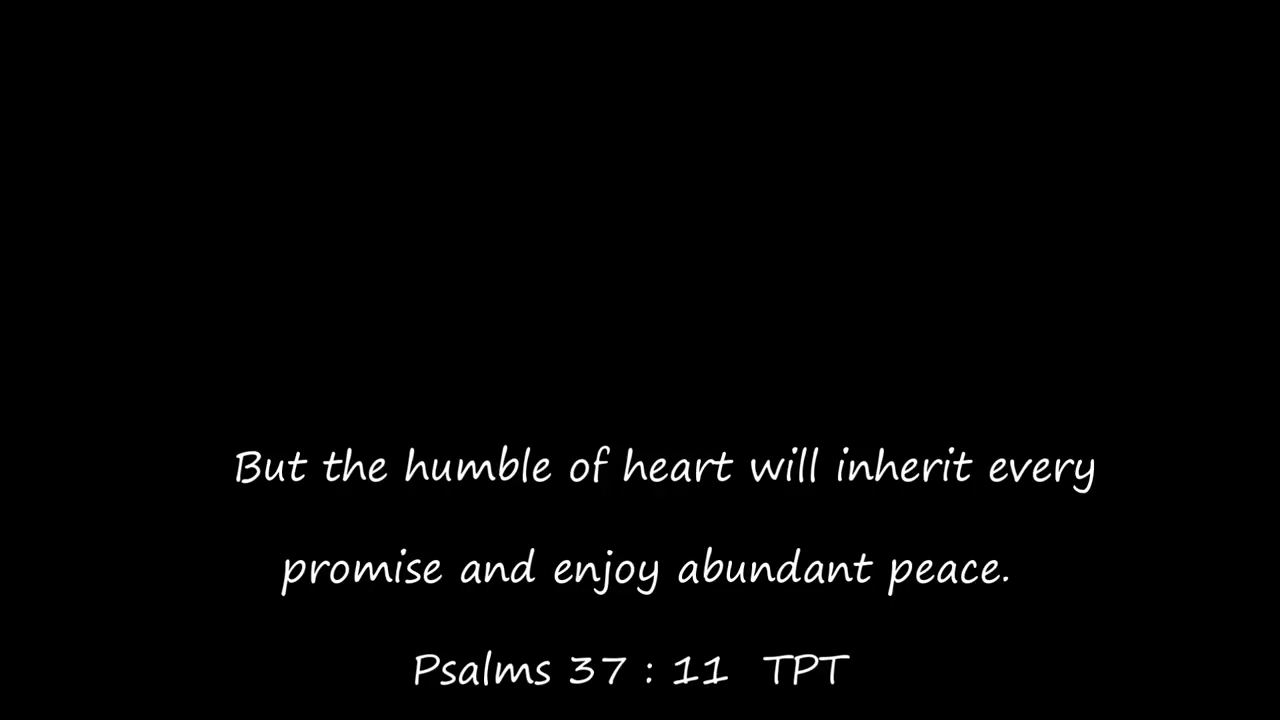 But the humble of heart will inherit every
promise and enjoy abundant peace.
Psalms 37 : 11 TPT